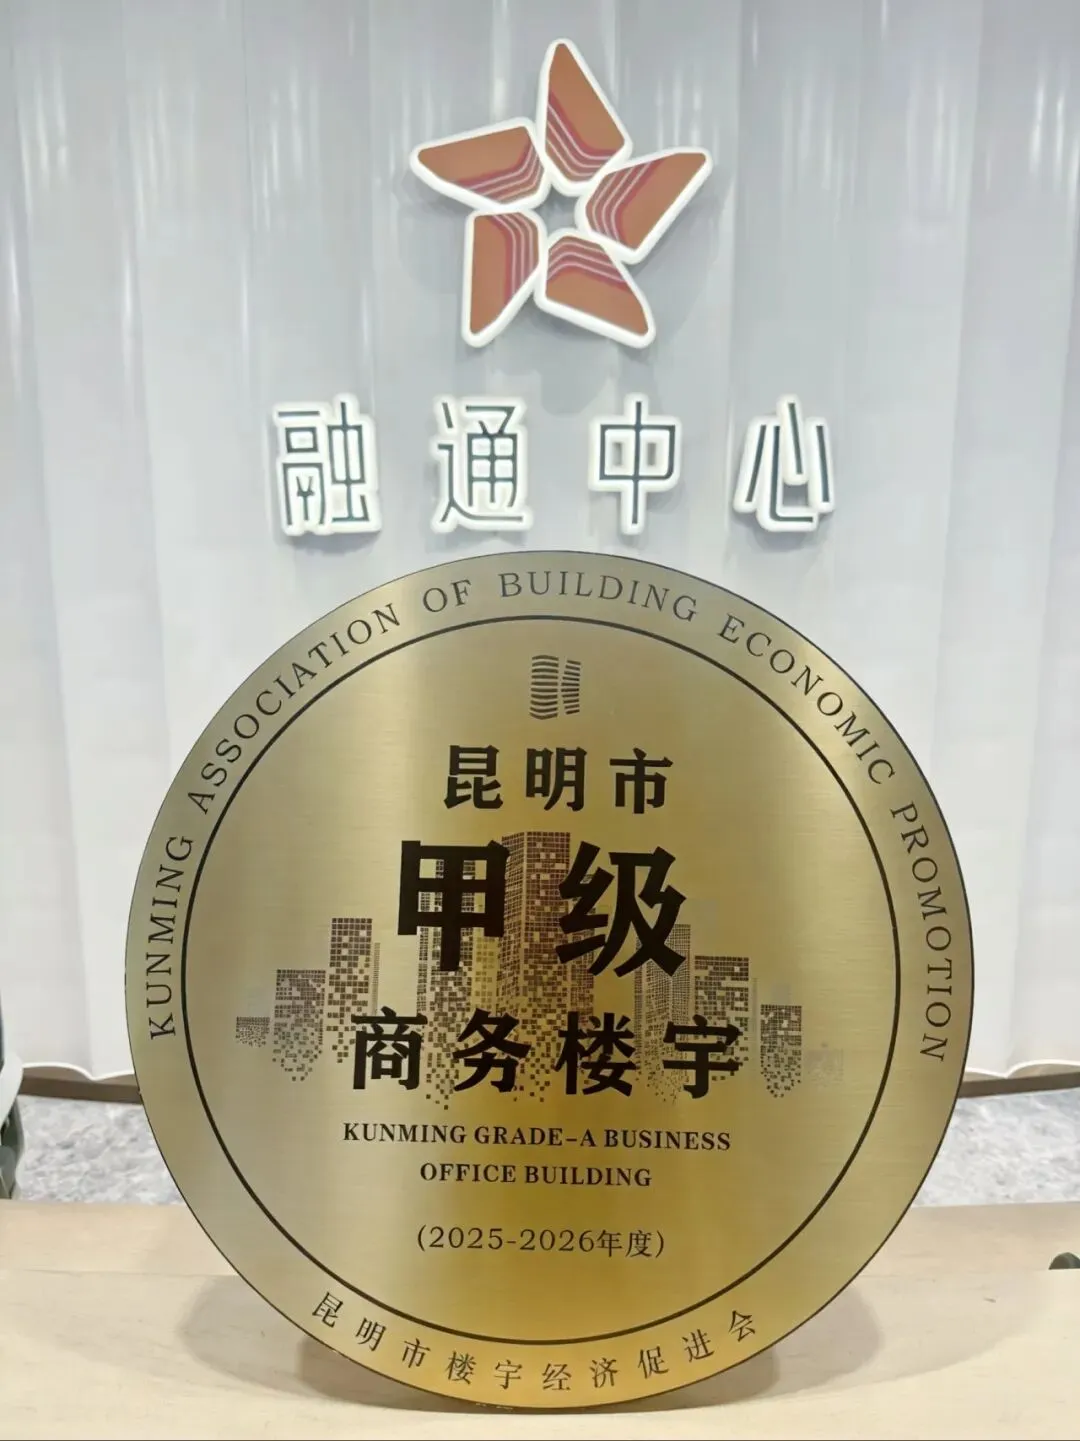 融通中心
KUNMING ASSOCIATION OF BUILDING ECONOMIC PROMOTION
昆明市
甲级
商务楼宇
KUNMING GRADE-A BUSINESS
OFFICE BUILDING
(2025-2026年度)
昆明市楼宇经济促进会